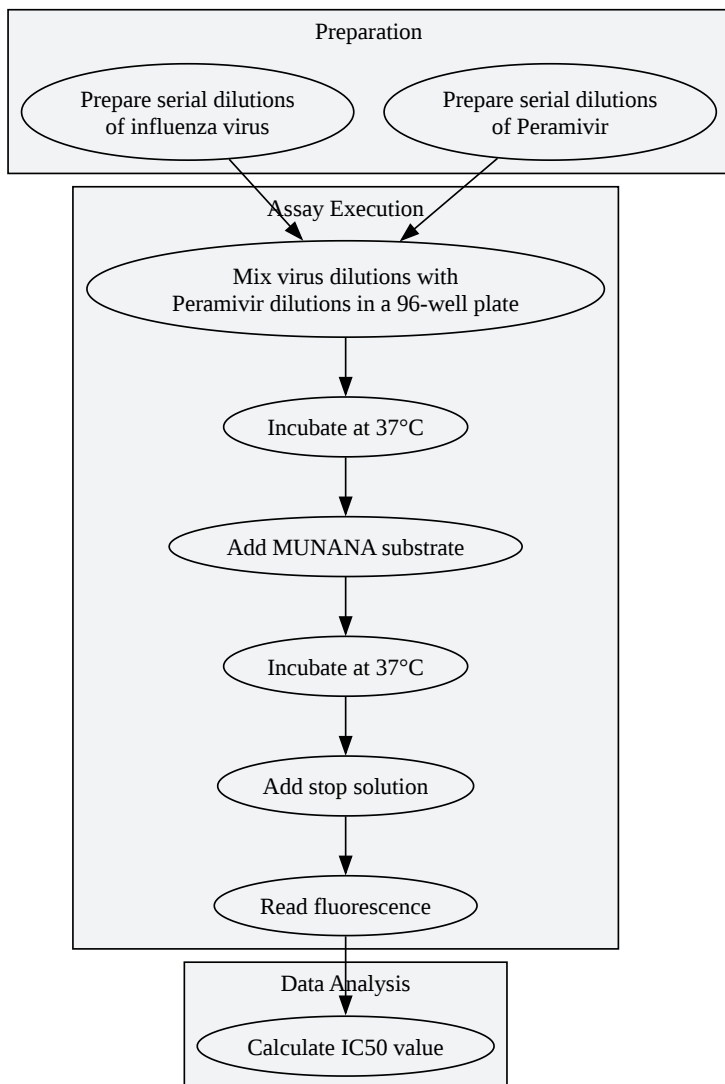 Preparation
Prepare serial dilutions
of influenza virus
Prepare serial dilutions
of Peramivir
Assay Execution
Mix virus dilutions with
Peramivir dilutions in a 96-well plate
Incubate at 37°C
Add MUNANA substrate
Incubate at 37°C
Add stop solution
Read fluorescence
Data Analysis
Calculate IC50 value